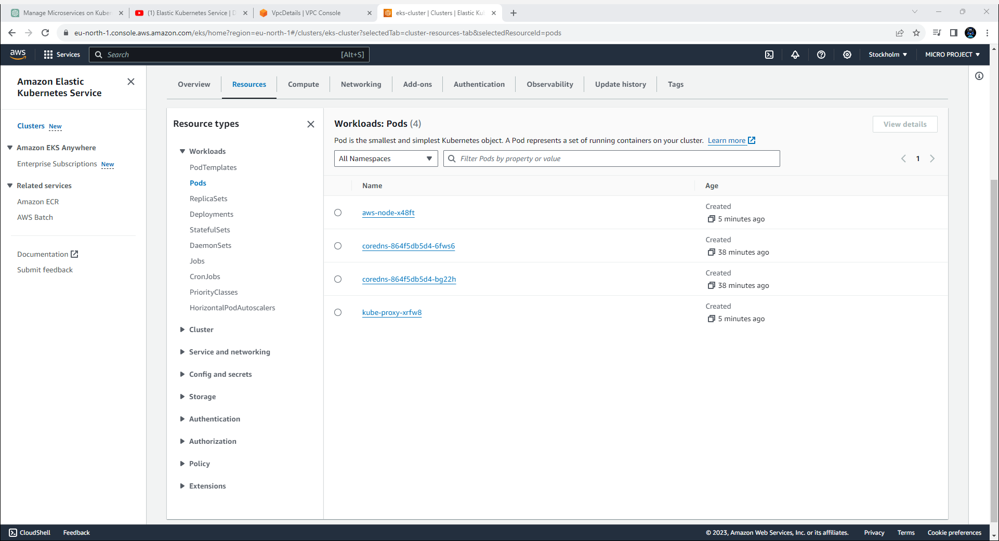 Manage Microservices on Kuber
(1) Elastic Kubernetes Service | D
VpcDetails | VPC Console
eks-cluster | Clusters | Elastic Ku
eu-north-1.console.aws.amazon.com/eks/home?region=eu-north-1#/clusters/eks-cluster?selectedTab=cluster-resources-tab&selectedResourceId=pods
aws
Services
Search
[Alt+S]
Stockholm
MICRO PROJECT
Amazon Elastic
Kubernetes Service
Clusters New
Amazon EKS Anywhere
Enterprise Subscriptions New
Related services
Amazon ECR
AWS Batch
Documentation
Submit feedback
Overview
Resources
Compute
Networking
Add-ons
Authentication
Observability
Update history
Tags
Resource types
Workloads
PodTemplates
Pods
ReplicaSets
Deployments
StatefulSets
DaemonSets
Jobs
CronJobs
PriorityClasses
HorizontalPodAutoscalers
Cluster
Service and networking
Config and secrets
Storage
Authentication
Authorization
Policy
Extensions
Workloads: Pods (4)
View details
Pod is the smallest and simplest Kubernetes object. A Pod represents a set of running containers on your cluster. Learn more
All Namespaces
Filter Pods by property or value
1
Name
Age
aws-node-x48ft
Created
5 minutes ago
coredns-864f5db5d4-6fws6
Created
38 minutes ago
coredns-864f5db5d4-bg22h
Created
38 minutes ago
kube-proxy-xrfw8
Created
5 minutes ago
CloudShell
Feedback
© 2023, Amazon Web Services, Inc. or its affiliates.
Privacy
Terms
Cookie preferences